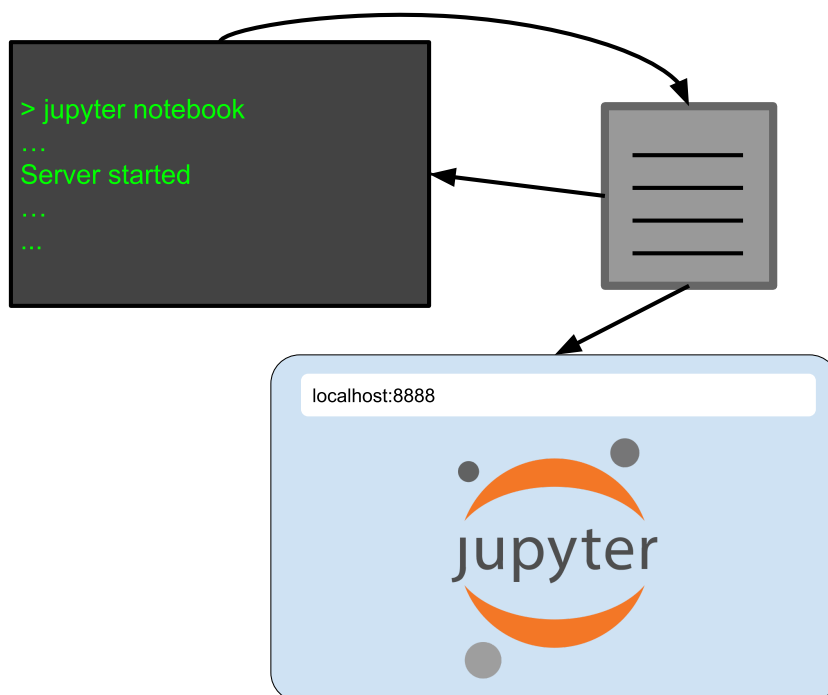 > jupyter notebook
…
Server started
…
...
localhost:8888
jupyter